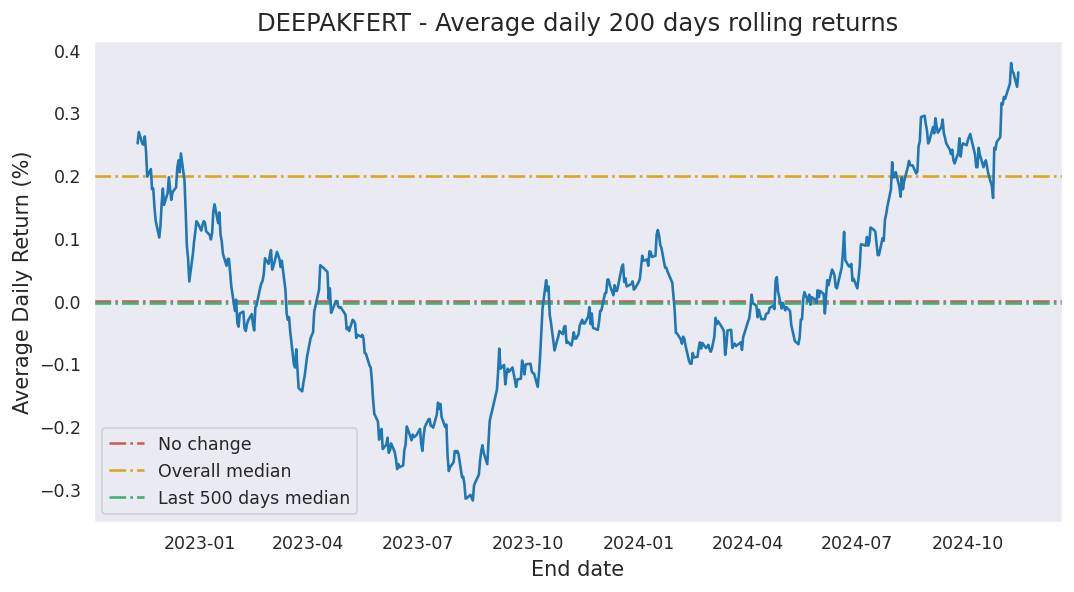 DEEPAKFERT - Average daily 200 days rolling returns
Average Daily Return (%)
0.4
0.3
0.2
0.1
0.0
−0.1
−0.2
−0.3
No change
Overall median
Last 500 days median
2023-01 2023-04 2023-07 2023-10 2024-01 2024-04 2024-07 2024-10
End date